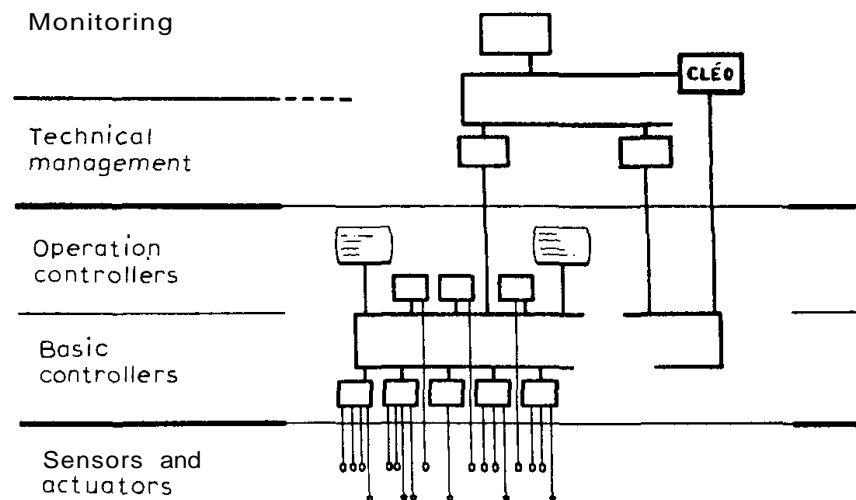 Monitoring
CLÉO
Technical
management
Operation
controllers
Basic
controllers
Sensors and
actuators